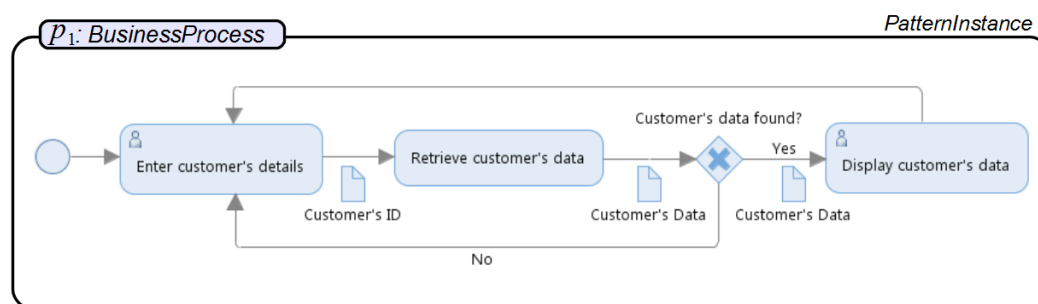 p1: BusinessProcess
PatternInstance
Customer's data found?
Enter customer's details
Retrieve customer's data
Yes
Display customer's data
Customer's ID
Customer's Data
Customer's Data
No